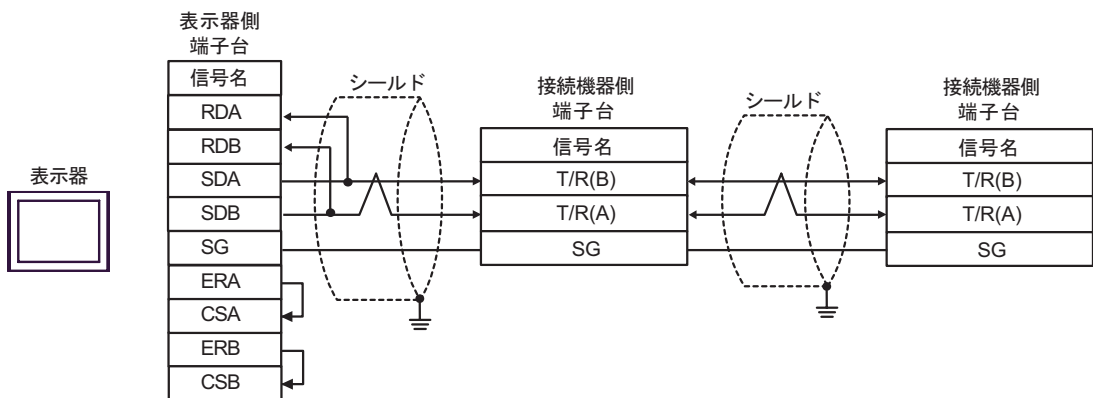 表示器
表示器側
端子台
信号名
RDA
RDB
SDA
SDB
SG
ERA
CSA
ERB
CSB
シールド
接続機器側
端子台
信号名
T/R(B)
T/R(A)
SG
シールド
接続機器側
端子台
信号名
T/R(B)
T/R(A)
SG